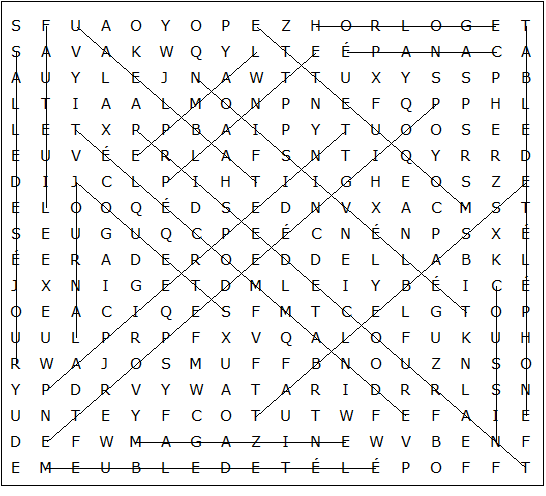 S F U A O Y O P E Z H O R L O G E T
S A V A K W Q Y L T E É P A N A C A
A U Y L E J N A W T T U X Y S S P B
L T I A A L M O N P N E F Q P P H L
L E T X R P B A I P Y T U O O S E E
E U V É E R L A F S N T I Q Y R R D
D I J C L P I H T I I G H E O S Z E
E L O O Q É D S E D N V X A C M S T
S E U G U Q C P E É C N É N P S X É
É E R A D E R O E D D E L L A B K L
J X N I G E T D M L E I Y B É I C É
O E A C I Q E S F M T C E L G T O P
U U L P R P F X V Q A L O F U K U H
R W A J O S M U F F B N O U Z N S O
Y P D R V Y W A T A R I D R R L S N
U N T E Y F C O T U T W F E F A I E
D E F W M A G A Z I N E W V B E N F
E M E U B L E D E T É L É P O F F T